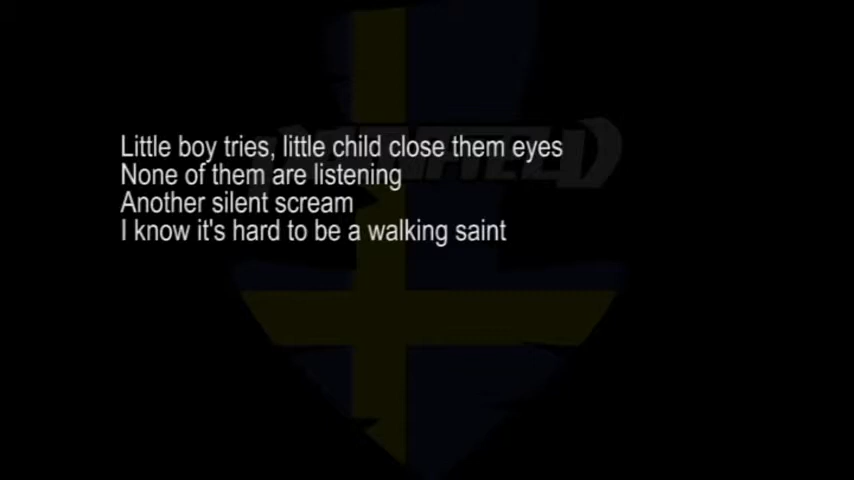 Little boy tries, little child close them eyes
None of them are listening
Another silent scream
I know it's hard to be a walking saint